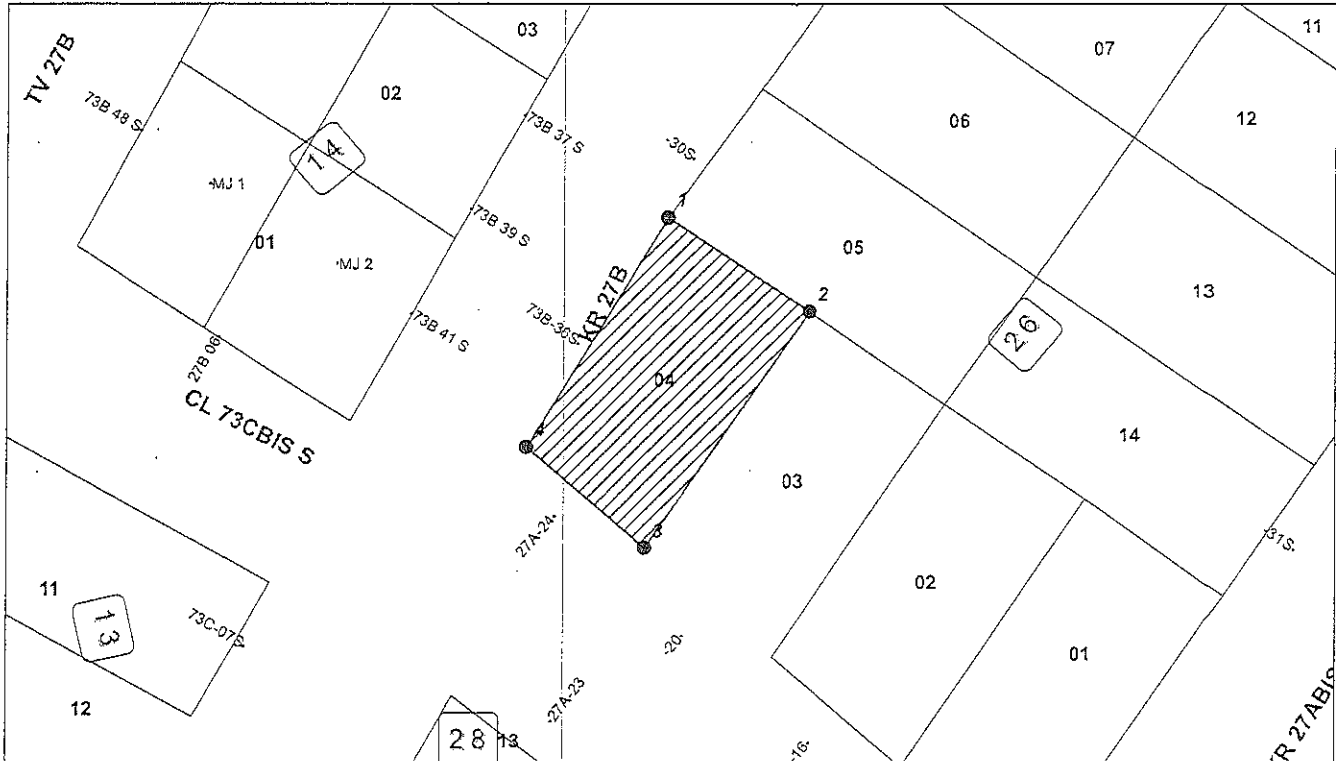 TV 27B
73B 48 S
03
02
07
11
12
06
-73B 37 S
-30S-
14
MJ 1
01
MJ 2
-73B 39 S
1
05
2
13
KR 27B
73B-36S-
-73B 41 S
26
27B 06
04
CL 73CBIS S
4
03
14
27A-24-
3
-31S-
11
13
73C-07S-
02
01
-20-
12
-27A-23
28
13
-16-
KR 27ABIS